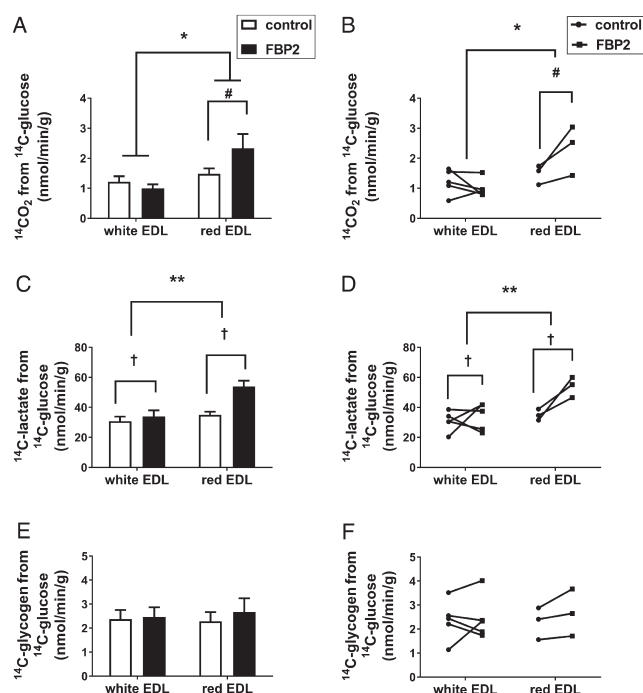 A
*
control
FBP2
#
¹⁴CO₂ from ¹⁴C-glucose
(nmol/min/g)
4
3
2
1
0
white EDL
red EDL
B
*
control
FBP2
#
¹⁴CO₂ from ¹⁴C-glucose
(nmol/min/g)
4
3
2
1
0
white EDL
red EDL
C
**
†
†
¹⁴C-lactate from
¹⁴C-glucose
(nmol/min/g)
80
60
40
20
0
white EDL
red EDL
D
**
†
†
¹⁴C-lactate from
¹⁴C-glucose
(nmol/min/g)
80
60
40
20
0
white EDL
red EDL
E
¹⁴C-glycogen from
¹⁴C-glucose
(nmol/min/g)
5
4
3
2
1
0
white EDL
red EDL
F
¹⁴C-glycogen from
¹⁴C-glucose
(nmol/min/g)
5
4
3
2
1
0
white EDL
red EDL